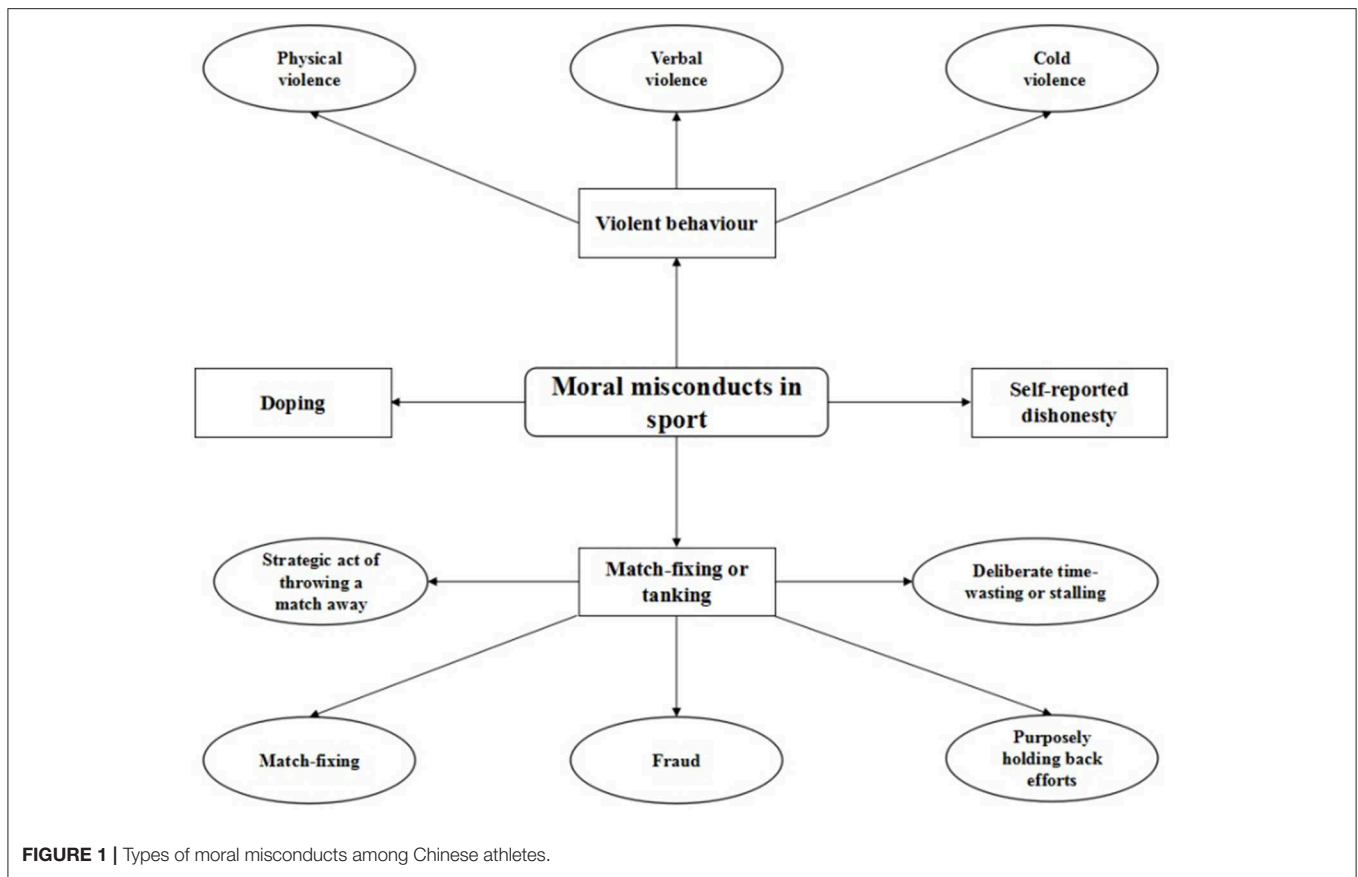 Physical
violence
Verbal
violence
Cold
violence
Violent behaviour
Doping
Moral misconducts in
sport
Self-reported
dishonesty
Strategic act of
throwing a
match away
Match-fixing or
tanking
Deliberate time-
wasting or stalling
Match-fixing
Fraud
Purposely
holding back
efforts
FIGURE 1 | Types of moral misconducts among Chinese athletes.